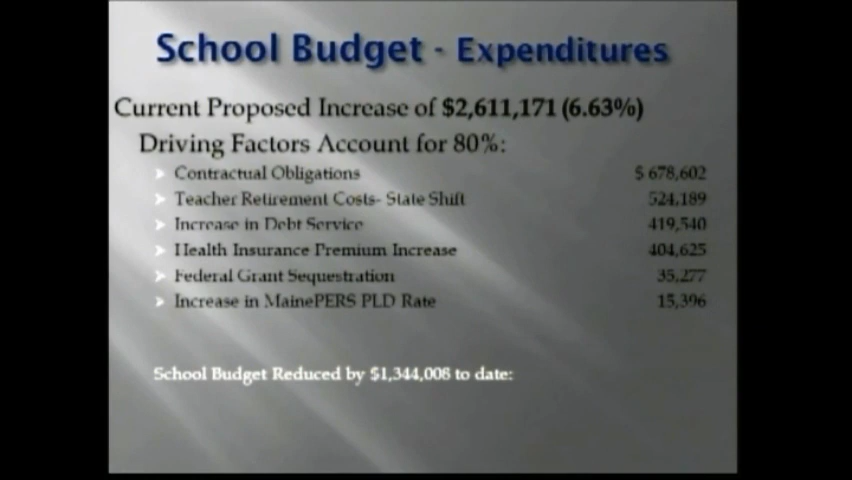 School Budget - Expenditures
Current Proposed Increase of $2,611,171 (6.63%)
Driving Factors Account for 80%:
Contractual Obligations $ 678,602
Teacher Retirement Costs- State Shift 524,189
Increase in Debt Service 419,540
Health Insurance Premium Increase 404,625
Federal Grant Sequestration 35,277
Increase in MainePERS PLD Rate 15,396
School Budget Reduced by $1,344,008 to date: